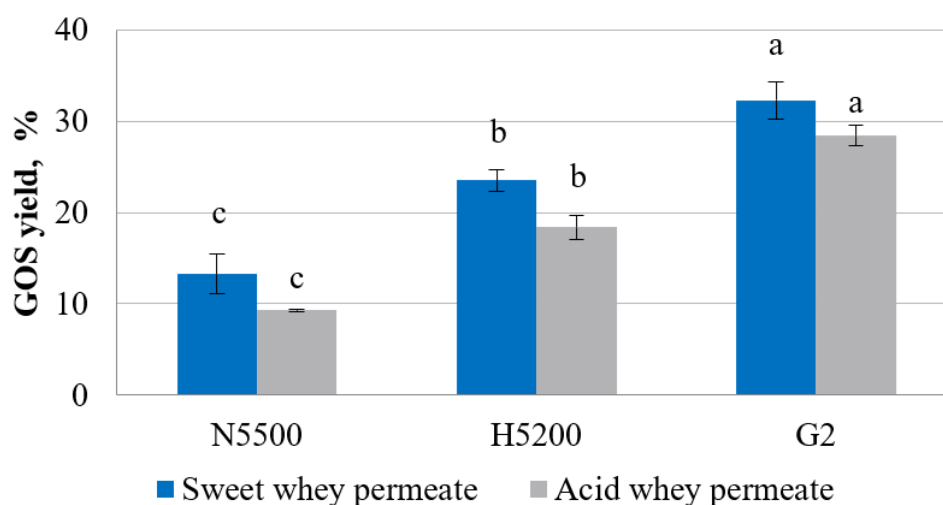 GOS yield, %
40
30
20
10
0
c
c
b
b
a
a
N5500 H5200 G2
Sweet whey permeate Acid whey permeate